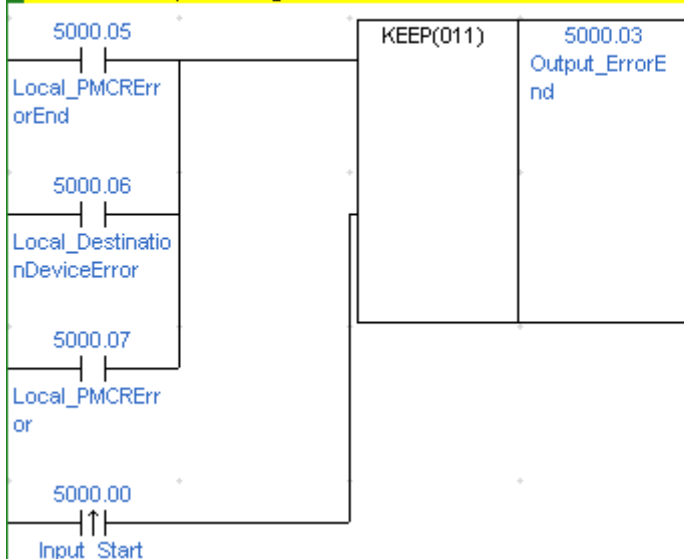 5000.05
KEEP(011)
5000.03
Local_PMCRErr
orEnd
Output_ErrorE
nd
5000.06
Local_Destinatio
nDeviceError
5000.07
Local_PMCRErr
or
5000.00
Input_Start